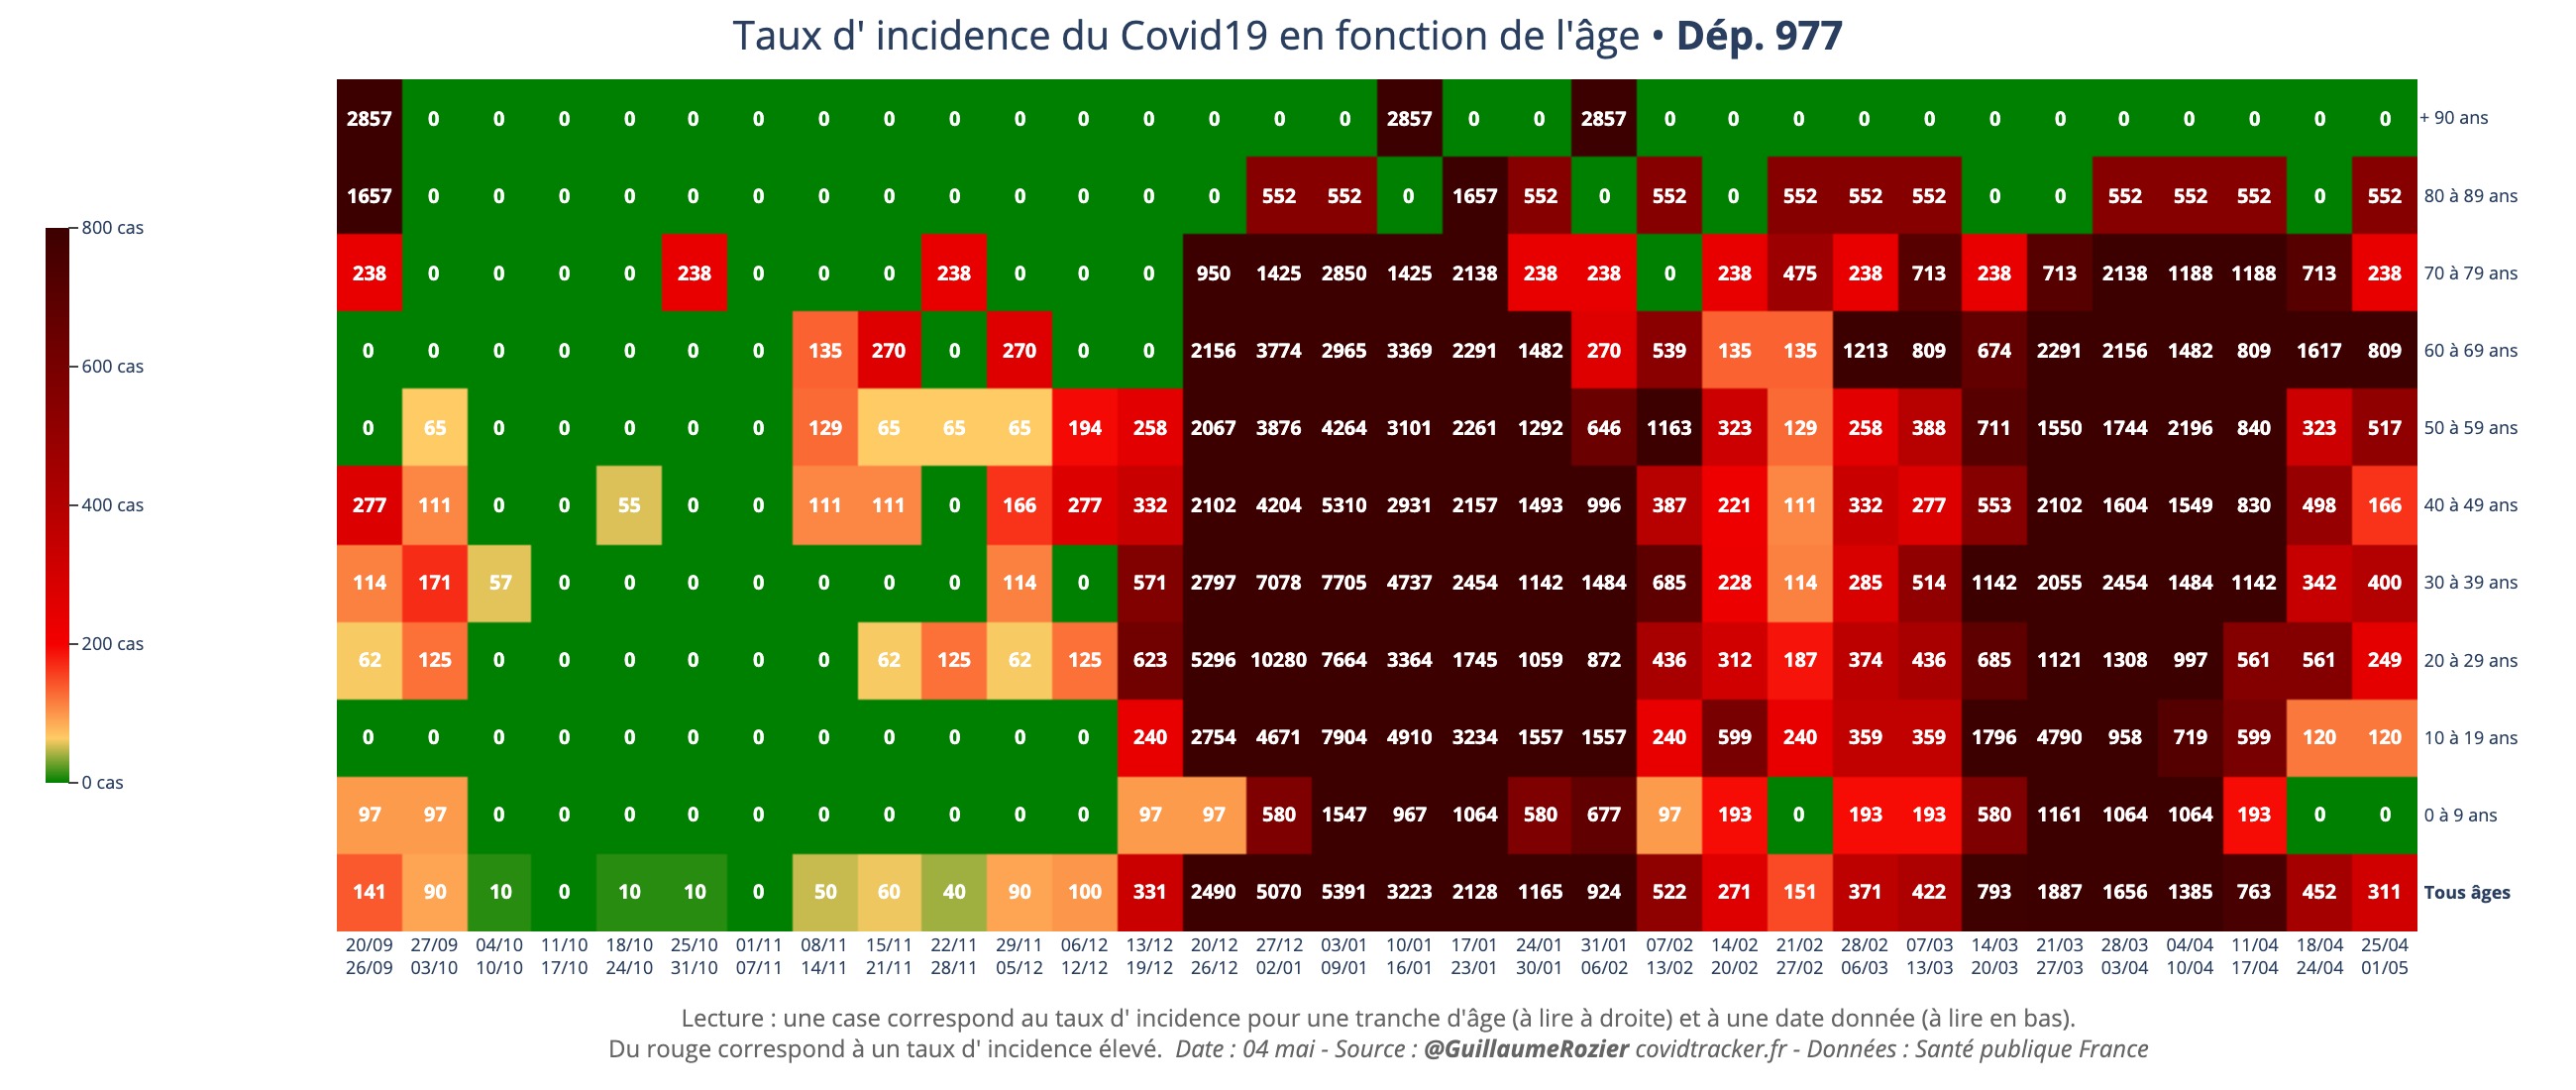 Taux d' incidence du Covid19 en fonction de l'âge • Dép. 977
800 cas
600 cas
400 cas
200 cas
0 cas
2857 0 0 0 0 0 0 0 0 0 0 0 0 0 0 0 2857 0 0 2857 0 0 0 0 0 0 0 0 0 0 0 0 + 90 ans
1657 0 0 0 0 0 0 0 0 0 0 0 0 0 552 552 0 1657 552 0 552 0 552 552 552 0 0 552 552 552 0 552 80 à 89 ans
238 0 0 0 0 238 0 0 0 238 0 0 0 950 1425 2850 1425 2138 238 238 0 238 475 238 713 238 713 2138 1188 1188 713 238 70 à 79 ans
0 0 0 0 0 0 0 135 270 0 270 0 0 2156 3774 2965 3369 2291 1482 270 539 135 135 1213 809 674 2291 2156 1482 809 1617 809 60 à 69 ans
0 65 0 0 0 0 0 129 65 65 65 194 258 2067 3876 4264 3101 2261 1292 646 1163 323 129 258 388 711 1550 1744 2196 840 323 517 50 à 59 ans
277 111 0 0 55 0 0 111 111 0 166 277 332 2102 4204 5310 2931 2157 1493 996 387 221 111 332 277 553 2102 1604 1549 830 498 166 40 à 49 ans
114 171 57 0 0 0 0 0 0 0 114 0 571 2797 7078 7705 4737 2454 1142 1484 685 228 114 285 514 1142 2055 2454 1484 1142 342 400 30 à 39 ans
62 125 0 0 0 0 0 0 62 125 62 125 623 5296 10280 7664 3364 1745 1059 872 436 312 187 374 436 685 1121 1308 997 561 561 249 20 à 29 ans
0 0 0 0 0 0 0 0 0 0 0 0 240 2754 4671 7904 4910 3234 1557 1557 240 599 240 359 359 1796 4790 958 719 599 120 120 10 à 19 ans
97 97 0 0 0 0 0 0 0 0 0 0 97 97 580 1547 967 1064 580 677 97 193 0 193 193 580 1161 1064 1064 193 0 0 0 à 9 ans
141 90 10 0 10 10 0 50 60 40 90 100 331 2490 5070 5391 3223 2128 1165 924 522 271 151 371 422 793 1887 1656 1385 763 452 311 Tous âges
20/09 27/09 04/10 11/10 18/10 25/10 01/11 08/11 15/11 22/11 29/11 06/12 13/12 20/12 27/12 03/01 10/01 17/01 24/01 31/01 07/02 14/02 21/02 28/02 07/03 14/03 21/03 28/03 04/04 11/04 18/04 25/04
26/09 03/10 10/10 17/10 24/10 31/10 07/11 14/11 21/11 28/11 05/12 12/12 19/12 26/12 02/01 09/01 16/01 23/01 30/01 06/02 13/02 20/02 27/02 06/03 13/03 20/03 27/03 03/04 10/04 17/04 24/04 01/05
Lecture : une case correspond au taux d' incidence pour une tranche d'âge (à lire à droite) et à une date donnée (à lire en bas).
Du rouge correspond à un taux d' incidence élevé. Date : 04 mai - Source : @GuillaumeRozier covidtracker.fr - Données : Santé publique France